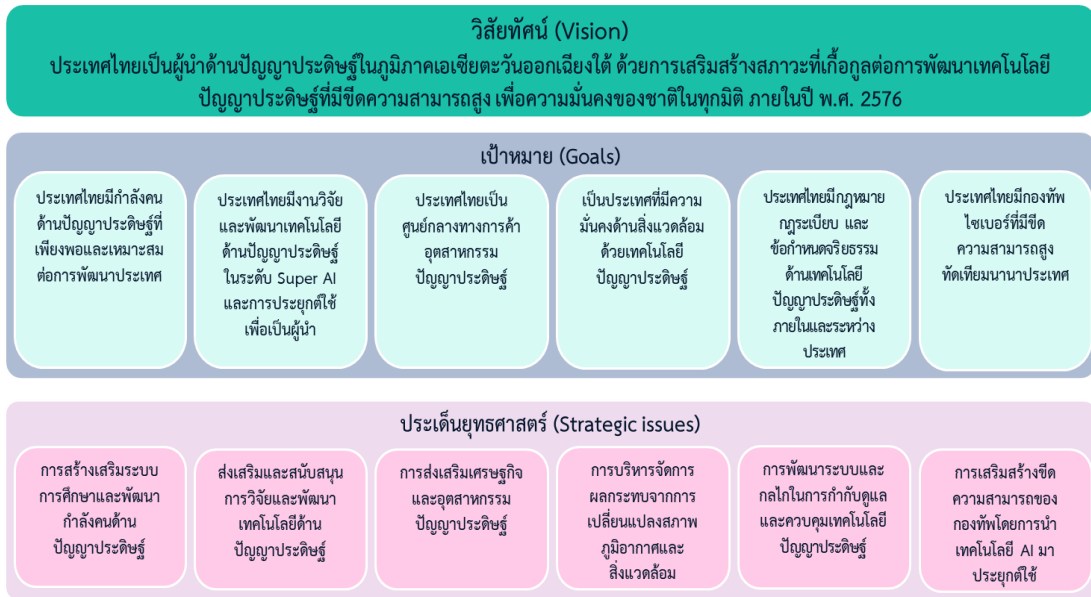 วิสัยทัศน์ (Vision)
ประเทศไทยเป็นผู้นำด้านปัญญาประดิษฐ์ในภูมิภาคเอเชียตะวันออกเฉียงใต้ ด้วยการเสริมสร้างสภาวะที่เกื้อกูลต่อการพัฒนาเทคโนโลยี
ปัญญาประดิษฐ์ที่มีขีดความสามารถสูง เพื่อความมั่นคงของชาติในทุกมิติ ภายในปี พ.ศ. 2576
เป้าหมาย (Goals)
ประเทศไทยมีกำลังคน
ด้านปัญญาประดิษฐ์ที่
เพียงพอและเหมาะสม
ต่อการพัฒนาประเทศ
ประเทศไทยมีงานวิจัย
และพัฒนาเทคโนโลยี
ด้านปัญญาประดิษฐ์
ในระดับ Super AI
และการประยุกต์ใช้
เพื่อเป็นผู้นำ
ประเทศไทยเป็น
ศูนย์กลางทางการค้า
อุตสาหกรรม
ปัญญาประดิษฐ์
เป็นประเทศที่มีความ
มั่นคงด้านสิ่งแวดล้อม
ด้วยเทคโนโลยี
ปัญญาประดิษฐ์
ประเทศไทยมีกฎหมาย
กฎระเบียบ และ
ข้อกำหนดจริยธรรม
ด้านเทคโนโลยี
ปัญญาประดิษฐ์ทั้ง
ภายในและระหว่าง
ประเทศ
ประเทศไทยมีกองทัพ
ไซเบอร์ที่มีขีด
ความสามารถสูง
ทัดเทียมนานาประเทศ
ประเด็นยุทธศาสตร์ (Strategic issues)
การสร้างเสริมระบบ
การศึกษาและพัฒนา
กำลังคนด้าน
ปัญญาประดิษฐ์
ส่งเสริมและสนับสนุน
การวิจัยและพัฒนา
เทคโนโลยีด้าน
ปัญญาประดิษฐ์
การส่งเสริมเศรษฐกิจ
และอุตสาหกรรม
ปัญญาประดิษฐ์
การบริหารจัดการ
ผลกระทบจากการ
เปลี่ยนแปลงสภาพ
ภูมิอากาศและ
สิ่งแวดล้อม
การพัฒนาระบบและ
กลไกในการกำกับดูแล
และควบคุมเทคโนโลยี
ปัญญาประดิษฐ์
การเสริมสร้างขีด
ความสามารถของ
กองทัพโดยการนำ
เทคโนโลยี AI มา
ประยุกต์ใช้